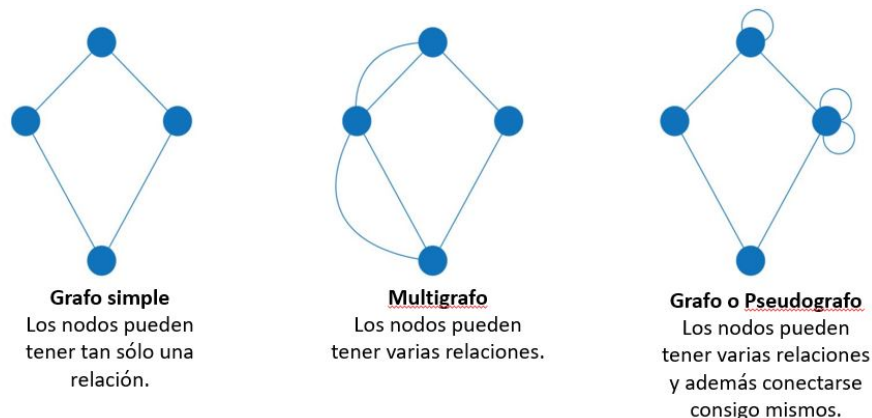 Grafo simple
Los nodos pueden
tener tan sólo una
relación.
Multigrafo
Los nodos pueden
tener varias relaciones.
Grafo o Pseudografo
Los nodos pueden
tener varias relaciones
y además conectarse
consigo mismos.